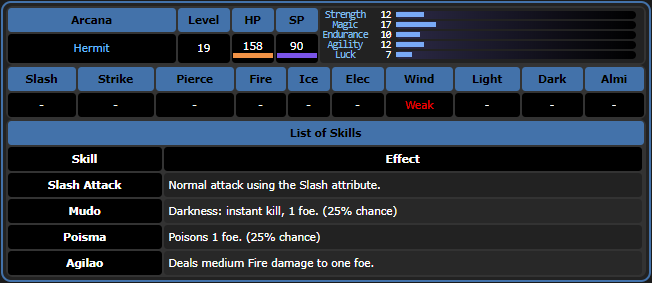 Arcana Level HP SP
Hermit 19 158 90
Strength 12
Magic 17
Endurance 10
Agility 12
Luck 7
Slash Strike Pierce Fire Ice Elec Wind Light Dark Almi
- - - - - - Weak - - -
List of Skills
Skill Effect
Slash Attack Normal attack using the Slash attribute.
Mudo Darkness: instant kill, 1 foe. (25% chance)
Poisma Poisons 1 foe. (25% chance)
Agilao Deals medium Fire damage to one foe.